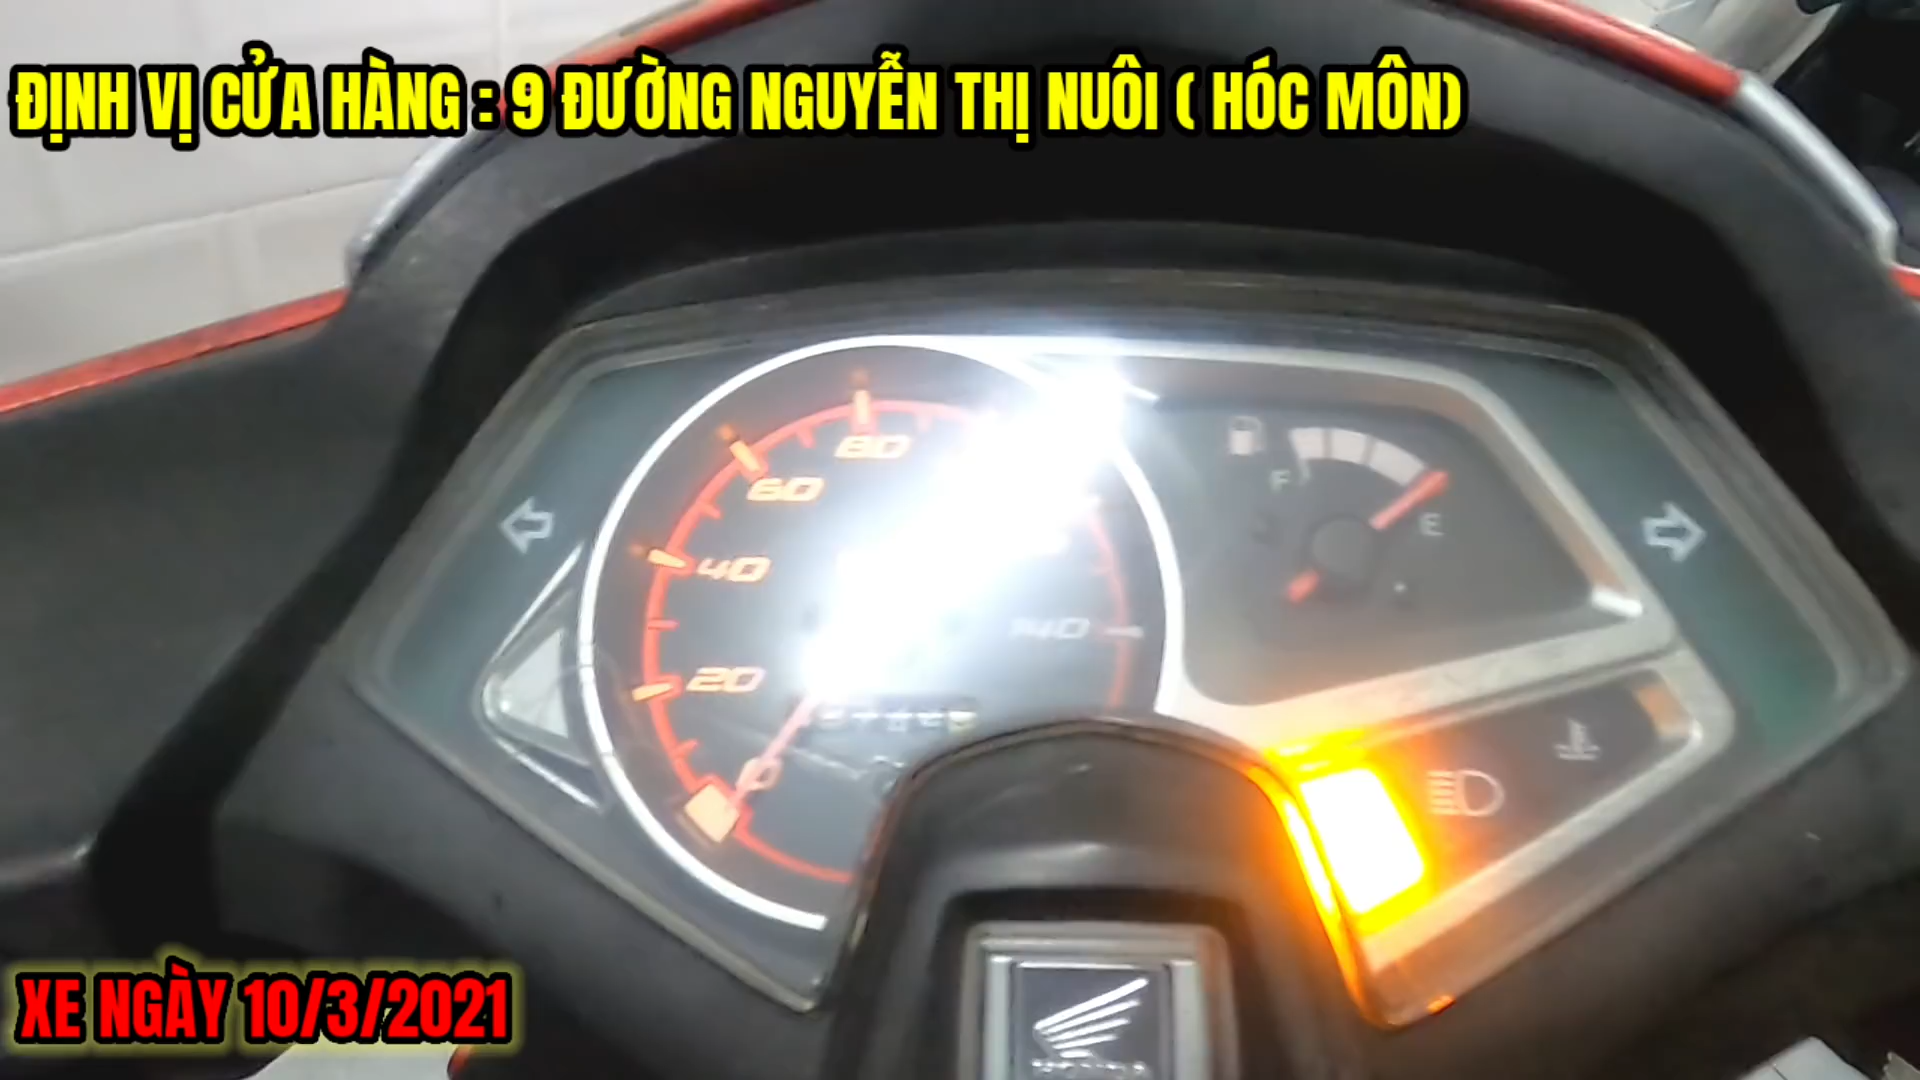 ĐỊNH VỊ CỬA HÀNG : 9 ĐƯỜNG NGUYỄN THỊ NUÔI ( HÓC MÔN)
80
60
40
20
0
140
F
E
XE NGÀY 10/3/2021